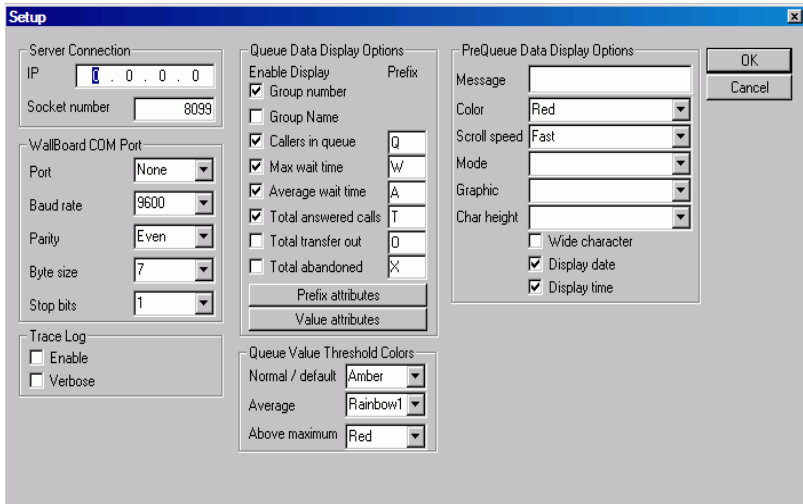 Setup
Server Connection
IP 0 . 0 . 0 . 0
Socket number 8099
WallBoard COM Port
Port None
Baud rate 9600
Parity Even
Byte size 7
Stop bits 1
Trace Log
Enable
Verbose
Queue Data Display Options
Enable Display Prefix
Group number
Group Name
Callers in queue Q
Max wait time W
Average wait time A
Total answered calls T
Total transfer out O
Total abandoned X
Prefix attributes
Value attributes
Queue Value Threshold Colors
Normal / default Amber
Average Rainbow1
Above maximum Red
PreQueue Data Display Options
Message
Color Red
Scroll speed Fast
Mode
Graphic
Char height
Wide character
Display date
Display time
OK
Cancel